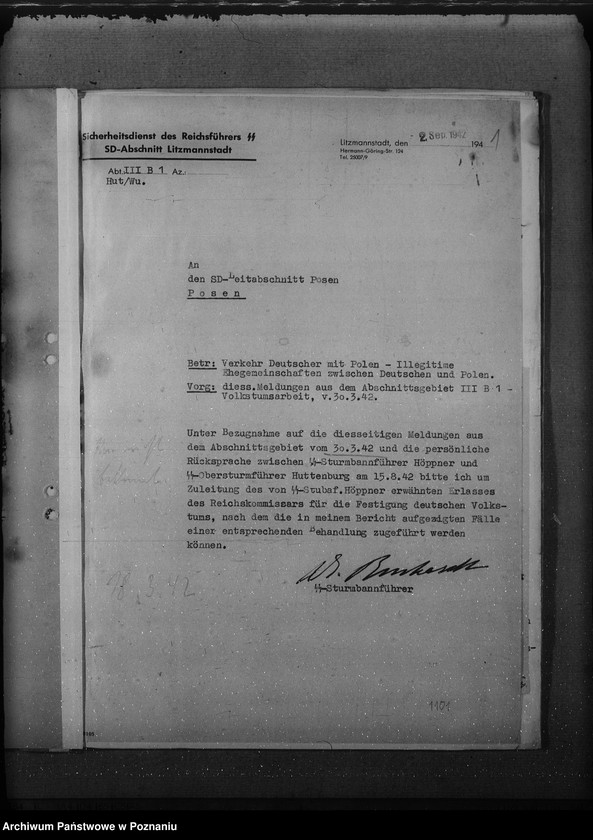 Sicherheitsdienst des Reichsführers SS
SD-Abschnitt Litzmannstadt
Abt. III B 1 Az.:
Hut/Wu.
Litzmannstadt, den 2 Sep. 1942 194
Hermann-Göring-Str. 134
Tel.
1
An
den SD-Leitabschnitt Posen
Posen
Betr: Verkehr Deutscher mit Polen - Illegitime
Ehegemeinschaften zwischen Deutschen und Polen.
Vorg: diess.Meldungen aus dem Abschnittsgebiet III B 1 -
Volkstumsarbeit, v.30.3.42.
Unter Bezugnahme auf die diesseitigen Meldungen aus
dem Abschnittsgebiet vom 30.3.42 und die persönliche
Rücksprache zwischen SS-Sturmbannführer Höppner und
SS-Obersturmführer Huttenburg am 15.8.42 bitte ich um
Zuleitung des von SS-Stubaf.Höppner erwähnten Erlasses
des Reichskommissars für die Festigung deutschen Volks-
tums, nach dem die in meinem Bericht aufgezeigten Fälle
einer entsprechenden Behandlung zugeführt werden
können.
SS-Sturmbannführer
1101
Archiwum Państwowe w Poznaniu